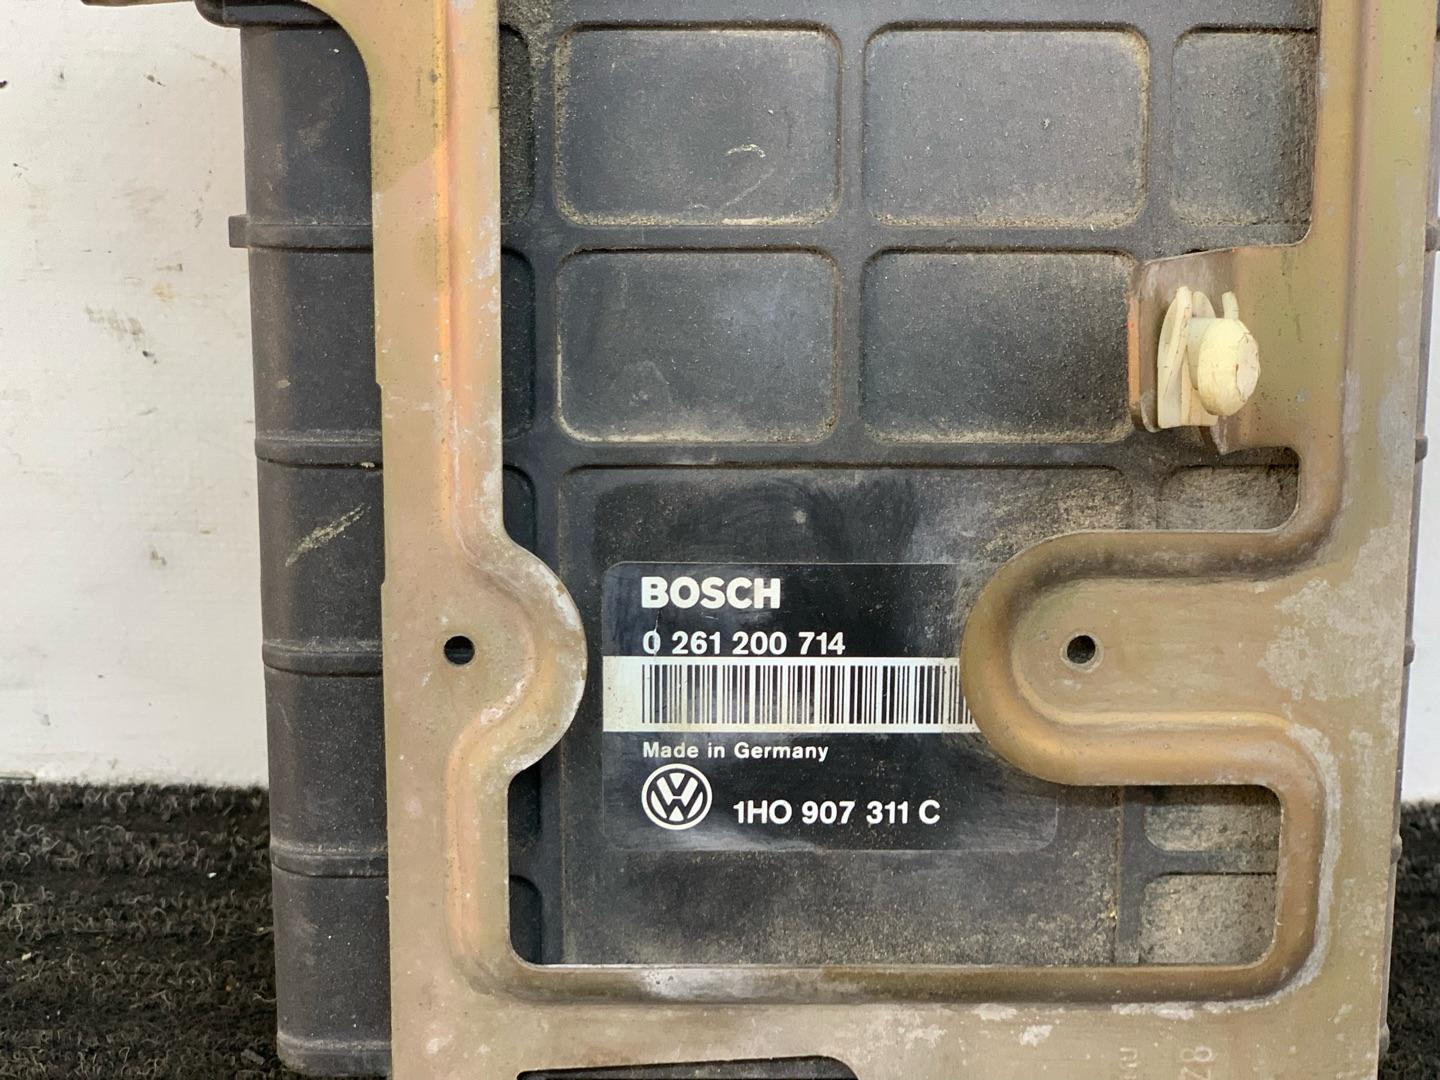 BOSCH
0 261 200 714
Made in Germany
1HO 907 311 C